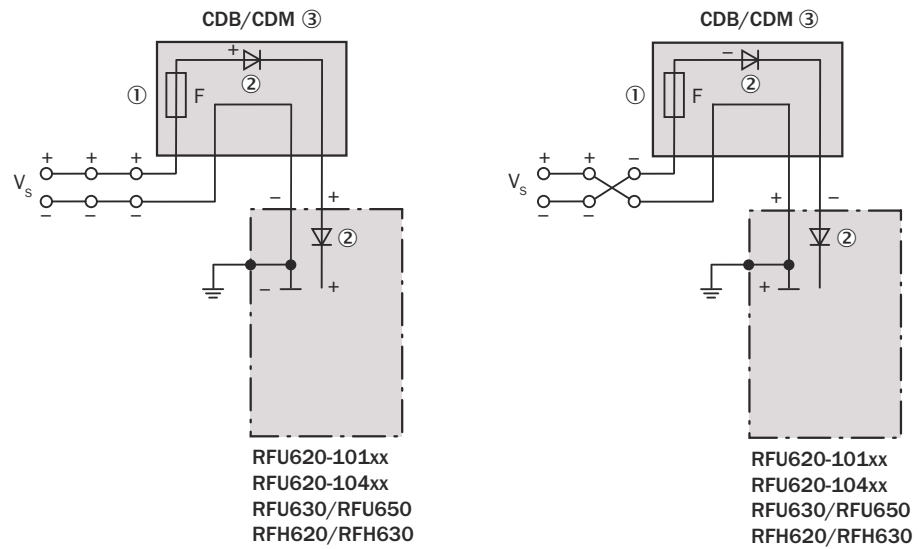 CDB/CDM ③
+
②
①
F
+ + +
Vs
− − −
− +
②
− +
RFU620-101xx
RFU620-104xx
RFU630/RFU650
RFH620/RFH630
CDB/CDM ③
−
②
①
F
+ + −
Vs
− − +
+ −
②
+
RFU620-101xx
RFU620-104xx
RFU630/RFU650
RFH620/RFH630